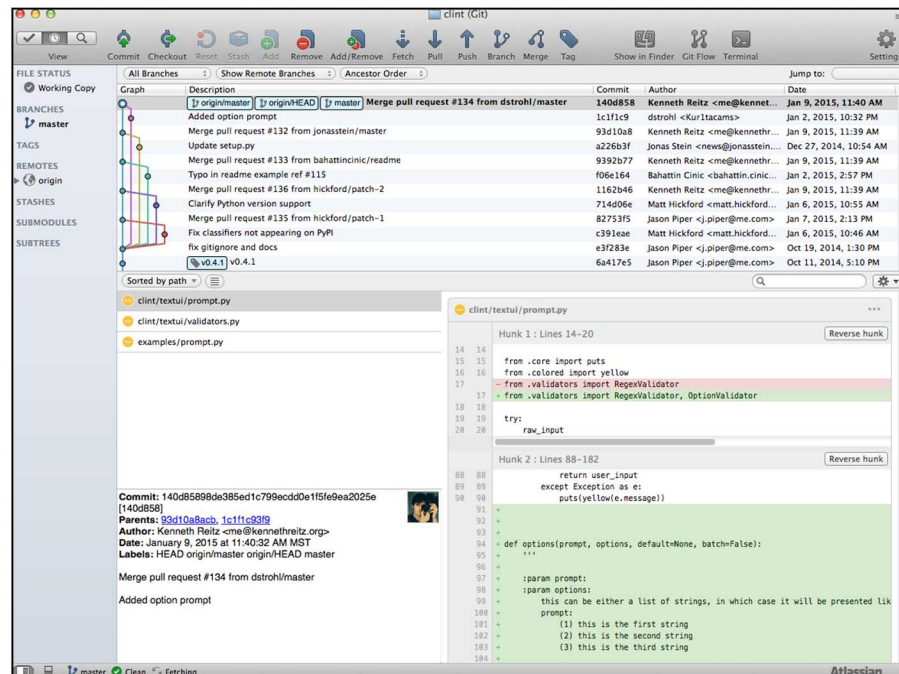 clint (Git)
View Commit Checkout Reset Stash Add Remove Add/Remove Fetch Pull Push Branch Merge Tag Show in Finder Git Flow Terminal Settings
FILE STATUS
Working Copy
BRANCHES
master
TAGS
REMOTES
origin
STASHES
SUBMODULES
SUBTREES
All Branches Show Remote Branches Ancestor Order Jump to:
Graph Description Commit Author Date
origin/master origin/HEAD master Merge pull request #134 from dstrohl/master 140d858 Kenneth Reitz <me@kennet... Jan 9, 2015, 11:40 AM
Added option prompt 1c1f1c9 dstrohl <Kur1tacams> Jan 2, 2015, 10:32 PM
Merge pull request #132 from jonasstein/master 93d10a8 Kenneth Reitz <me@kennethr... Jan 9, 2015, 11:39 AM
Update setup.py a226b3f Jonas Stein <news@jonasstein.... Dec 27, 2014, 10:54 AM
Merge pull request #133 from bahattincinic/readme 9392b77 Kenneth Reitz <me@kennethr... Jan 9, 2015, 11:39 AM
Typo in readme example ref #115 f06e164 Bahattin Cinic <bahattin.cinic... Jan 2, 2015, 2:57 PM
Merge pull request #136 from hickford/patch-2 1162b46 Kenneth Reitz <me@kennethr... Jan 9, 2015, 11:39 AM
Clarify Python version support 714d06e Matt Hickford <matt.hickford... Jan 6, 2015, 10:55 AM
Merge pull request #135 from hickford/patch-1 82753f5 Jason Piper <j.piper@me.com> Jan 7, 2015, 2:13 PM
Fix classifiers not appearing on PyPI c391eae Matt Hickford <matt.hickford... Jan 6, 2015, 10:46 AM
fix gitignore and docs e3f283e Jason Piper <j.piper@me.com> Oct 19, 2014, 1:30 PM
v0.4.1 v0.4.1 6a417e5 Jason Piper <j.piper@me.com> Oct 11, 2014, 5:10 PM
Sorted by path
clint/textui/prompt.py
clint/textui/validators.py
examples/prompt.py
Commit: 140d85898de385ed1c799ecdd0e1f5fe9ea2025e
[140d858]
Parents: 93d10a8acb, 1c1f1c93f9
Author: Kenneth Reitz <me@kennethreitz.org>
Date: January 9, 2015 at 11:40:32 AM MST
Labels: HEAD origin/master origin/HEAD master
Merge pull request #134 from dstrohl/master
Added option prompt
clint/textui/prompt.py
Hunk 1 : Lines 14-20 Reverse hunk
14 14
15 15 from .core import puts
16 16 from .colored import yellow
17 - from .validators import RegexValidator
17 + from .validators import RegexValidator, OptionValidator
18 18
19 19 try:
20 20 raw_input
Hunk 2 : Lines 88-182 Reverse hunk
88 88 return user_input
89 89 except Exception as e:
90 90 puts(yellow(e.message))
91 +
92 +
93 +
94 + def options(prompt, options, default=None, batch=False):
95 + '''
96 +
97 + :param prompt:
98 + :param options:
99 + this can be either a list of strings, in which case it will be presented lik
100 + prompt:
101 + (1) this is the first string
102 + (2) this is the second string
103 + (3) this is the third string
104 +
master Clean Fetching Atlassian